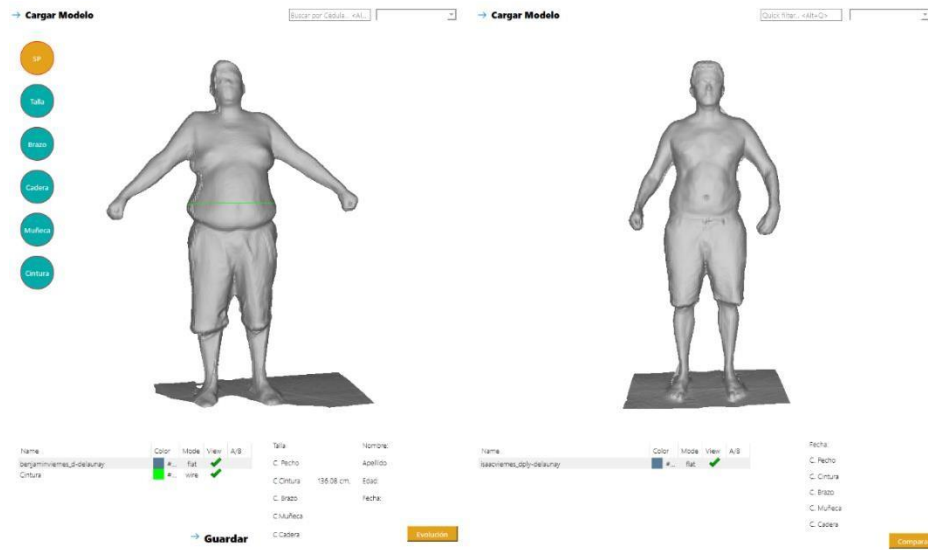 → Cargar Modelo
Buscar por Cédula.. <Al..
SP
Talla
Brazo
Cadera
Muñeca
Cintura
Name Color Mode View A/B
benjaminviernes_d-delaunay #... flat
Cintura #... wire
Talla
C. Pecho
C.Cintura 136.08 cm.
C. Brazo
C.Muñeca
C.Cadera
Nombre:
Apellido
Edad:
Fecha:
→ Guardar
Evolución
→ Cargar Modelo
Quick filter.. <Alt+Q>
Name Color Mode View A/B
isaacviernes_dply-delaunay #... flat
Fecha:
C. Pecho
C. Cintura
C. Brazo
C. Muñeca
C. Cadera
Compara